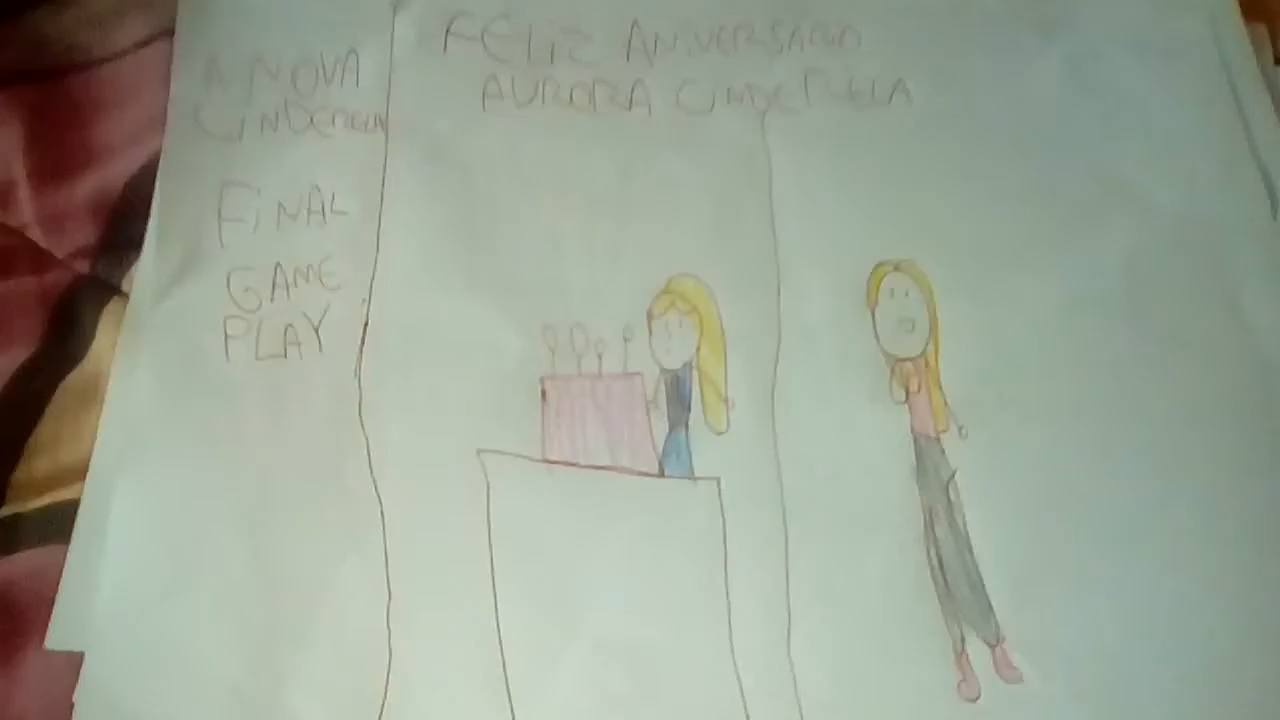 A NOVA
CINDERELA
FINAL
GAME
PLAY
FELIZ ANIVERSARIO
AURORA CINDERELA